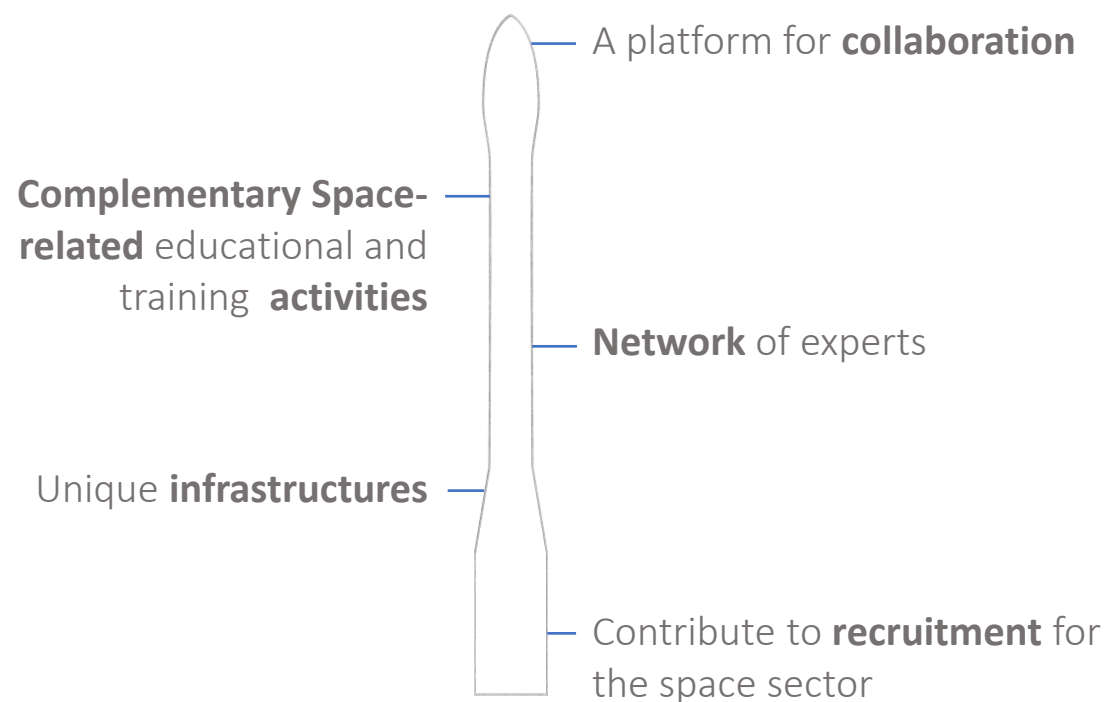 A platform for collaboration
Complementary Space-
related educational and
training activities
Network of experts
Unique infrastructures
Contribute to recruitment for
the space sector